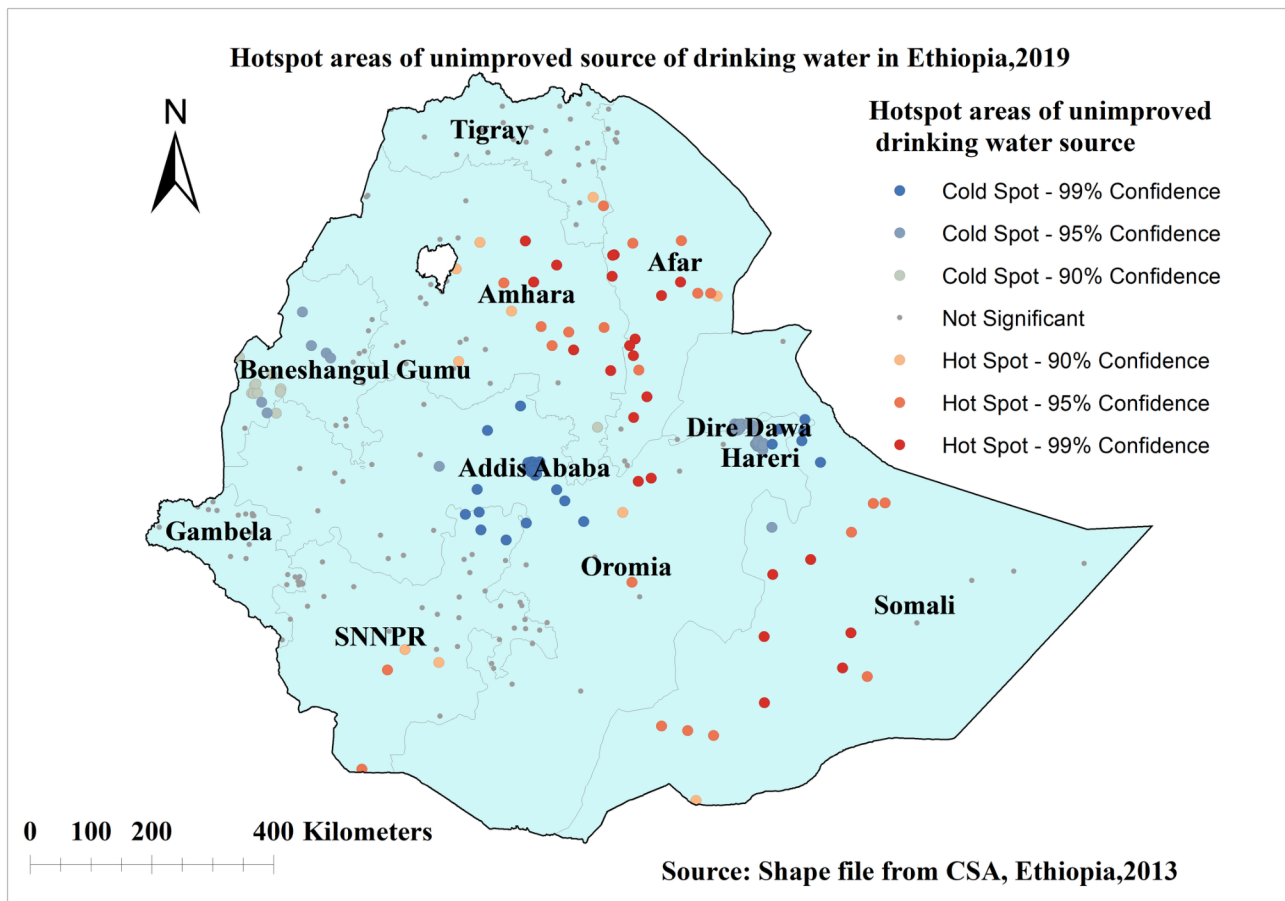 Hotspot areas of unimproved source of drinking water in Ethiopia,2019
N
Hotspot areas of unimproved
drinking water source
Cold Spot - 99% Confidence
Cold Spot - 95% Confidence
Cold Spot - 90% Confidence
Not Significant
Hot Spot - 90% Confidence
Hot Spot - 95% Confidence
Hot Spot - 99% Confidence
Tigray
Afar
Amhara
Beneshangul Gumu
Dire Dawa
Hareri
Addis Ababa
Gambela
Oromia
Somali
SNNPR
0 100 200 400 Kilometers
Source: Shape file from CSA, Ethiopia,2013